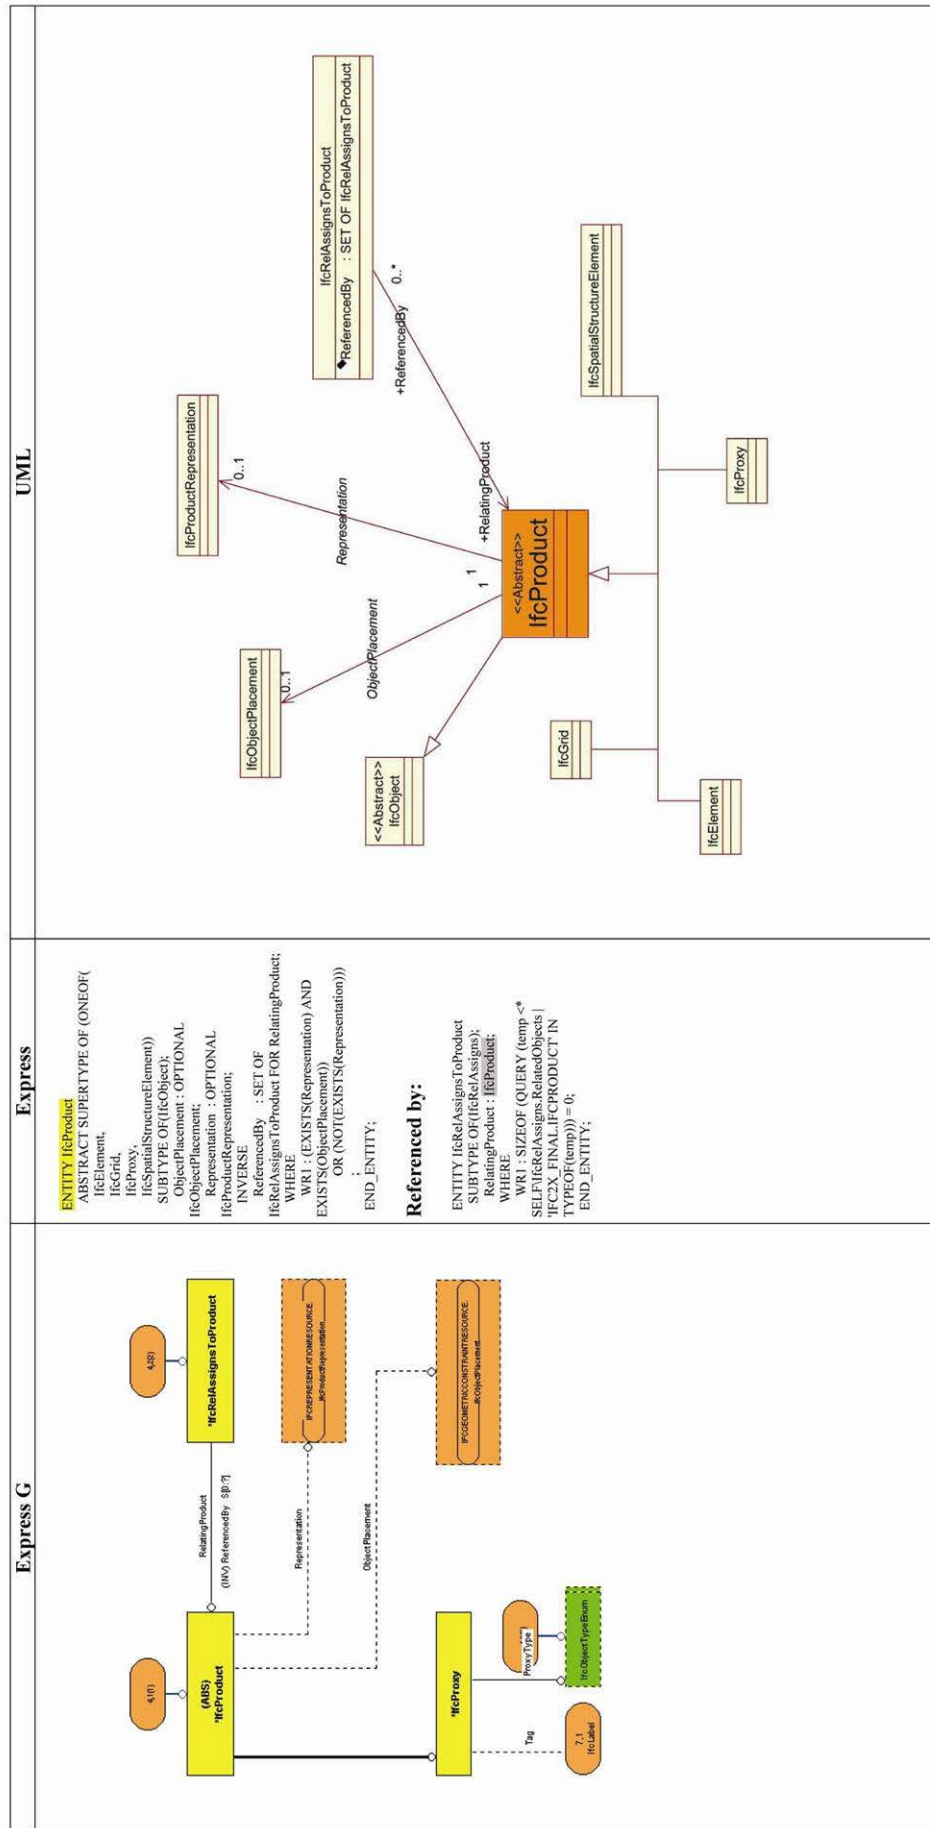 Express G
4,1(1)
(ABS)
*IfcProduct
RelatingProduct
(INV) ReferencedBy S[0:?]
4,2(8)
*IfcRelAssignsToProduct
Representation
IFCREPRESENTATIONRESOURCE.
IfcProductRepresentation
ObjectPlacement
IFCGEOMETRICCONSTRAINTRESOURCE.
IfcObjectPlacement
*IfcProxy
Tag
7,1
IfcLabel
ProxyType
IfcObjectTypeEnum
Express
ENTITY IfcProduct
ABSTRACT SUPERTYPE OF (ONEOF(
IfcElement,
IfcGrid,
IfcProxy,
IfcSpatialStructureElement))
SUBTYPE OF(IfcObject);
ObjectPlacement : OPTIONAL
IfcObjectPlacement;
Representation : OPTIONAL
IfcProductRepresentation;
INVERSE
ReferencedBy : SET OF
IfcRelAssignsToProduct FOR RelatingProduct;
WHERE
WR1 : (EXISTS(Representation) AND
EXISTS(ObjectPlacement))
OR (NOT(EXISTS(Representation)))
;
END_ENTITY;
Referenced by:
ENTITY IfcRelAssignsToProduct
SUBTYPE OF(IfcRelAssigns);
RelatingProduct : IfcProduct;
WHERE
WR1 : SIZEOF (QUERY (temp <*
SELF\IfcRelAssigns.RelatedObjects |
'IFC2X_FINAL.IFCPRODUCT' IN
TYPEOF(temp))) = 0;
END_ENTITY;
UML
IfcProductRepresentation
0..1
Representation
IfcObjectPlacement
0..1
ObjectPlacement
IfcRelAssignsToProduct
ReferencedBy : SET OF IfcRelAssignsToProduct
+ReferencedBy 0..*
+RelatingProduct
1
1
<<Abstract>>
IfcObject
<<Abstract>>
IfcProduct
IfcSpatialStructureElement
IfcGrid
IfcProxy
IfcElement